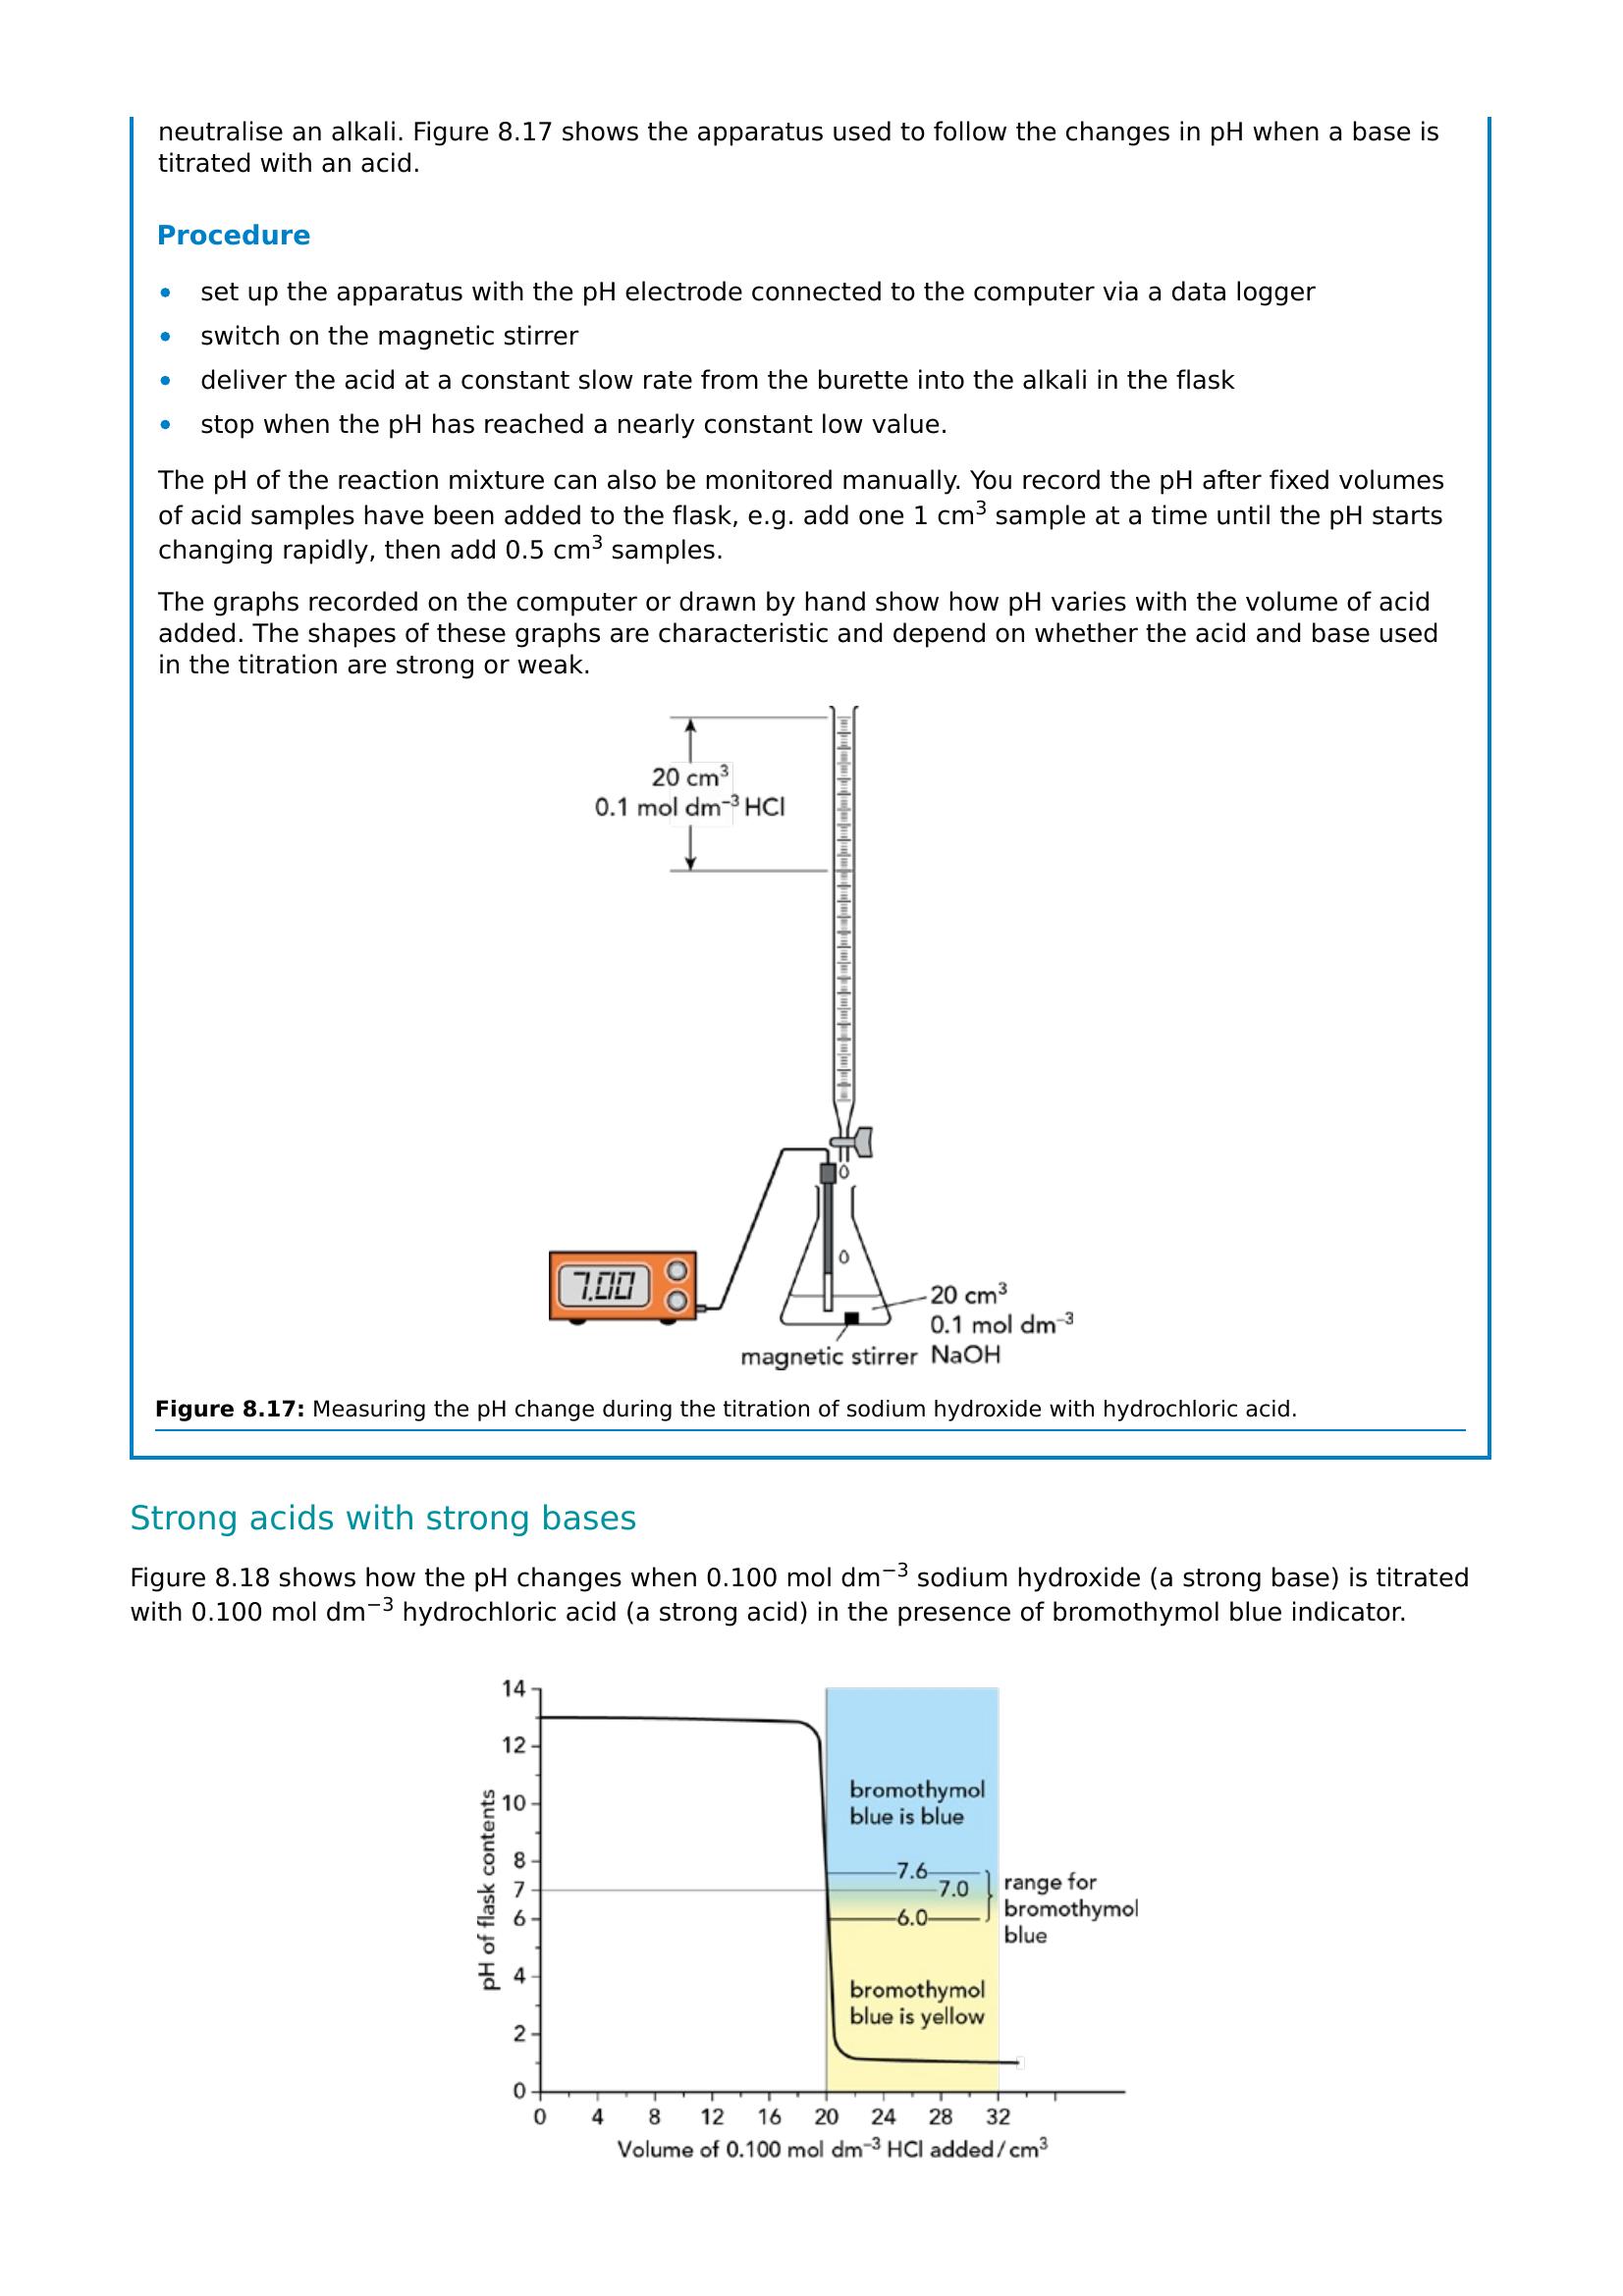 neutralise an alkali. Figure 8.17 shows the apparatus used to follow the changes in pH when a base is
titrated with an acid.
Procedure
• set up the apparatus with the pH electrode connected to the computer via a data logger
• switch on the magnetic stirrer
• deliver the acid at a constant slow rate from the burette into the alkali in the flask
• stop when the pH has reached a nearly constant low value.
The pH of the reaction mixture can also be monitored manually. You record the pH after fixed volumes
of acid samples have been added to the flask, e.g. add one 1 cm³ sample at a time until the pH starts
changing rapidly, then add 0.5 cm³ samples.
The graphs recorded on the computer or drawn by hand show how pH varies with the volume of acid
added. The shapes of these graphs are characteristic and depend on whether the acid and base used
in the titration are strong or weak.
20 cm³
0.1 mol dm⁻³ HCl
7.00
20 cm³
0.1 mol dm⁻³
magnetic stirrer NaOH
Figure 8.17: Measuring the pH change during the titration of sodium hydroxide with hydrochloric acid.
Strong acids with strong bases
Figure 8.18 shows how the pH changes when 0.100 mol dm⁻³ sodium hydroxide (a strong base) is titrated
with 0.100 mol dm⁻³ hydrochloric acid (a strong acid) in the presence of bromothymol blue indicator.
pH of flask contents
14
12
10
8
7
6
4
2
0
bromothymol
blue is blue
7.6
7.0
6.0
range for
bromothymol
blue
bromothymol
blue is yellow
0 4 8 12 16 20 24 28 32
Volume of 0.100 mol dm⁻³ HCl added / cm³